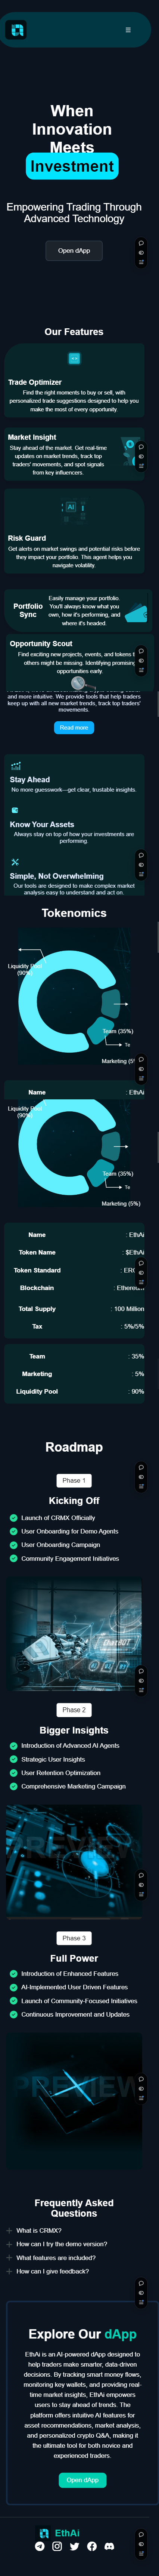 When
Innovation
Meets
Investment
Empowering Trading Through
Advanced Technology
Open dApp
Our Features
Trade Optimizer
Find the right moments to buy or sell, with
personalized trade suggestions designed to help you
make the most of every opportunity.
Market Insight
Stay ahead of the market. Get real-time
updates on market trends, track top
traders' movements, and spot signals
from key influencers.
AI
Risk Guard
Get alerts on market swings and potential risks before
they impact your portfolio. This agent helps you
navigate volatility.
Portfolio
Sync
Easily manage your portfolio.
You'll always know what you
own, how it's performing, and
where it's headed.
Opportunity Scout
Find exciting new projects, events, and tokens t
others might be missing. Identifying promising
opportunities early.
and more intuitive. We provide tools that help traders
keep up with all new market trends, track top traders'
movements.
Read more
Stay Ahead
No more guesswork—get clear, trustable insights.
Know Your Assets
Always stay on top of how your investments are
performing.
Simple, Not Overwhelming
Our tools are designed to make complex market
analysis easy to understand and act on.
Tokenomics
Liquidity Pool
(90%)
Team (35%)
Te
Marketing (5%
Name : EthAi
Liquidity Pool
(90%)
Team (35%)
Te
Marketing (5%)
Name : EthAi
Token Name : $EthAi
Token Standard : ERC
Blockchain : Ethereum
Total Supply : 100 Million
Tax : 5%/5%
Team : 35%
Marketing : 5%
Liquidity Pool : 90%
Roadmap
Phase 1
Kicking Off
Launch of CRMX Officially
User Onboarding for Demo Agents
User Onboarding Campaign
Community Engagement Initiatives
Phase 2
Bigger Insights
Introduction of Advanced AI Agents
Strategic User Insights
User Retention Optimization
Comprehensive Marketing Campaign
PREVIEW
Phase 3
Full Power
Introduction of Enhanced Features
AI-Implemented User Driven Features
Launch of Community-Focused Initiatives
Continuous Improvement and Updates
PREVIEW
Frequently Asked
Questions
What is CRMX?
How can I try the demo version?
What features are included?
How can I give feedback?
Explore Our dApp
EthAi is an AI-powered dApp designed to
help traders make smarter, data-driven
decisions. By tracking smart money flows,
monitoring key wallets, and providing real-
time market insights, EthAi empowers
users to stay ahead of trends. The
platform offers intuitive AI features for
asset recommendations, market analysis,
and personalized crypto Q&A, making it
the ultimate tool for both novice and
experienced traders.
Open dApp
EthAi